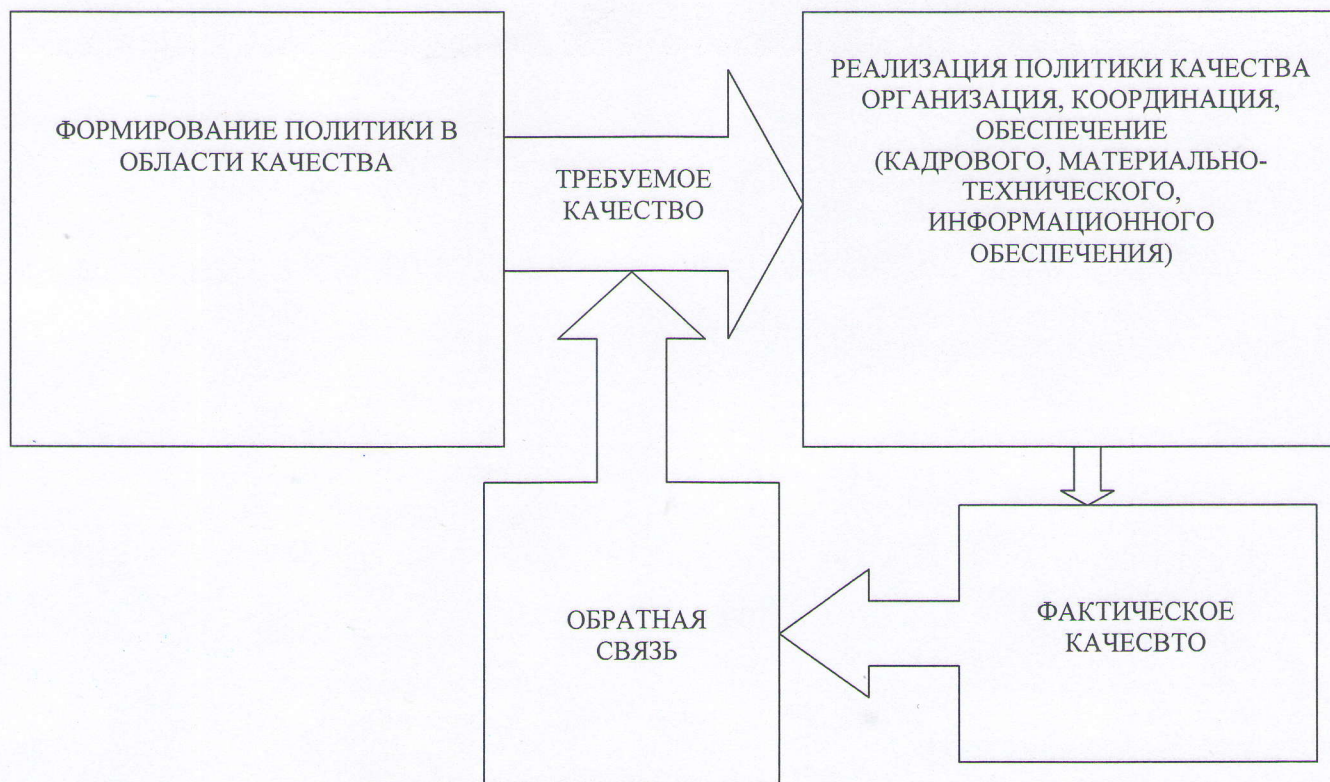 ФОРМИРОВАНИЕ ПОЛИТИКИ В
ОБЛАСТИ КАЧЕСТВА
ТРЕБУЕМОЕ
КАЧЕСТВО
РЕАЛИЗАЦИЯ ПОЛИТИКИ КАЧЕСТВА
ОРГАНИЗАЦИЯ, КООРДИНАЦИЯ,
ОБЕСПЕЧЕНИЕ
(КАДРОВОГО, МАТЕРИАЛЬНО-
ТЕХНИЧЕСКОГО,
ИНФОРМАЦИОННОГО
ОБЕСПЕЧЕНИЯ)
ОБРАТНАЯ
СВЯЗЬ
ФАКТИЧЕСКОЕ
КАЧЕСВТО